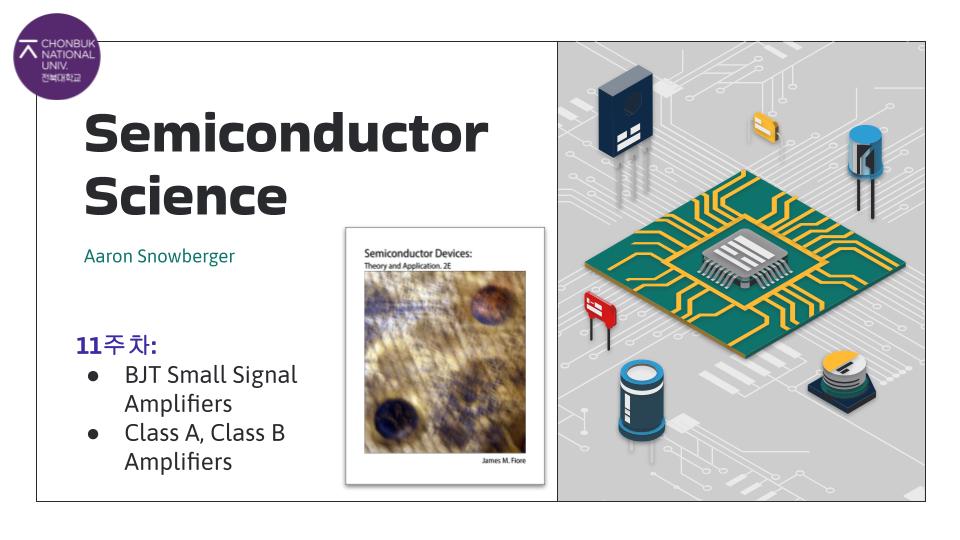 CHONBUK
NATIONAL
UNIV.
전북대학교
Semiconductor
Science
Aaron Snowberger
Semiconductor Devices:
Theory and Application, 2E
James M. Fiore
11주차:
● BJT Small Signal
Amplifiers
● Class A, Class B
Amplifiers